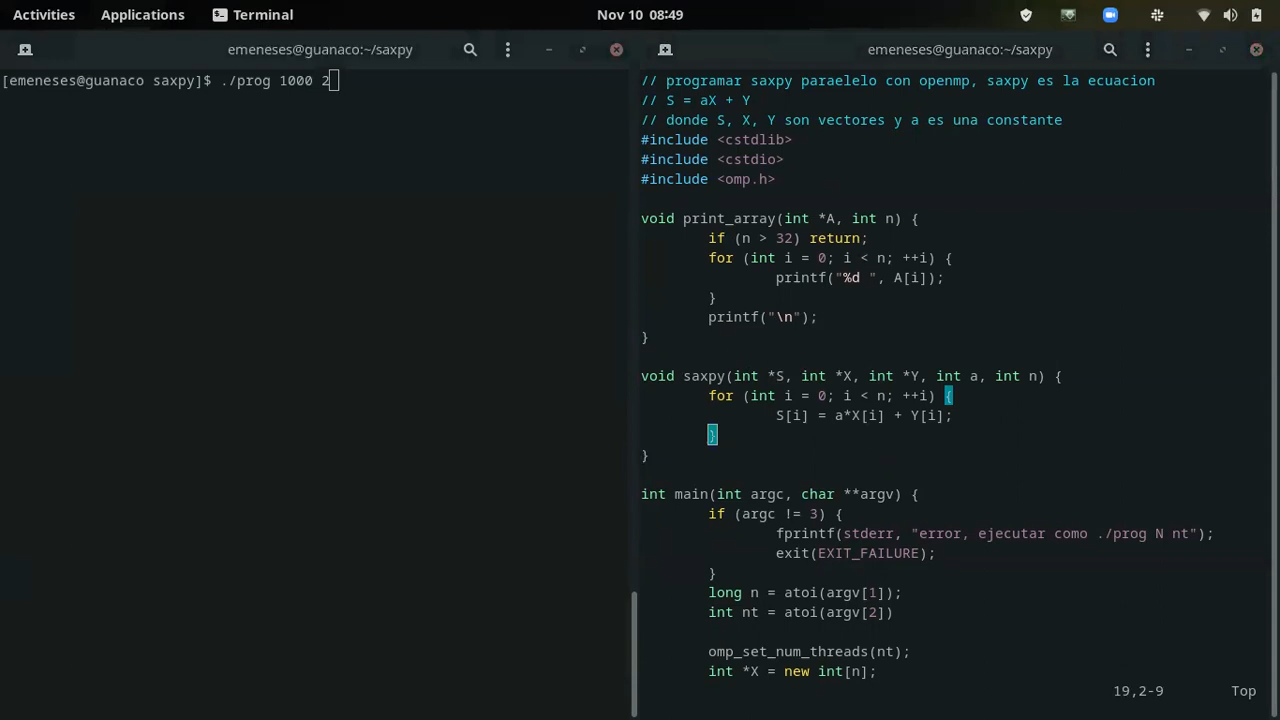 Activities Applications Terminal Nov 10 08:49
emeneses@guanaco:~/saxpy
[emeneses@guanaco saxpy]$ ./prog 1000 2
emeneses@guanaco:~/saxpy
// programar saxpy paraelelo con openmp, saxpy es la ecuacion
// S = aX + Y
// donde S, X, Y son vectores y a es una constante
#include <cstdlib>
#include <cstdio>
#include <omp.h>
void print_array(int *A, int n) {
if (n > 32) return;
for (int i = 0; i < n; ++i) {
printf("%d ", A[i]);
}
printf("\n");
}
void saxpy(int *S, int *X, int *Y, int a, int n) {
for (int i = 0; i < n; ++i) {
S[i] = a*X[i] + Y[i];
}
}
int main(int argc, char **argv) {
if (argc != 3) {
fprintf(stderr, "error, ejecutar como ./prog N nt");
exit(EXIT_FAILURE);
}
long n = atoi(argv[1]);
int nt = atoi(argv[2])
omp_set_num_threads(nt);
int *X = new int[n];
19,2-9 Top